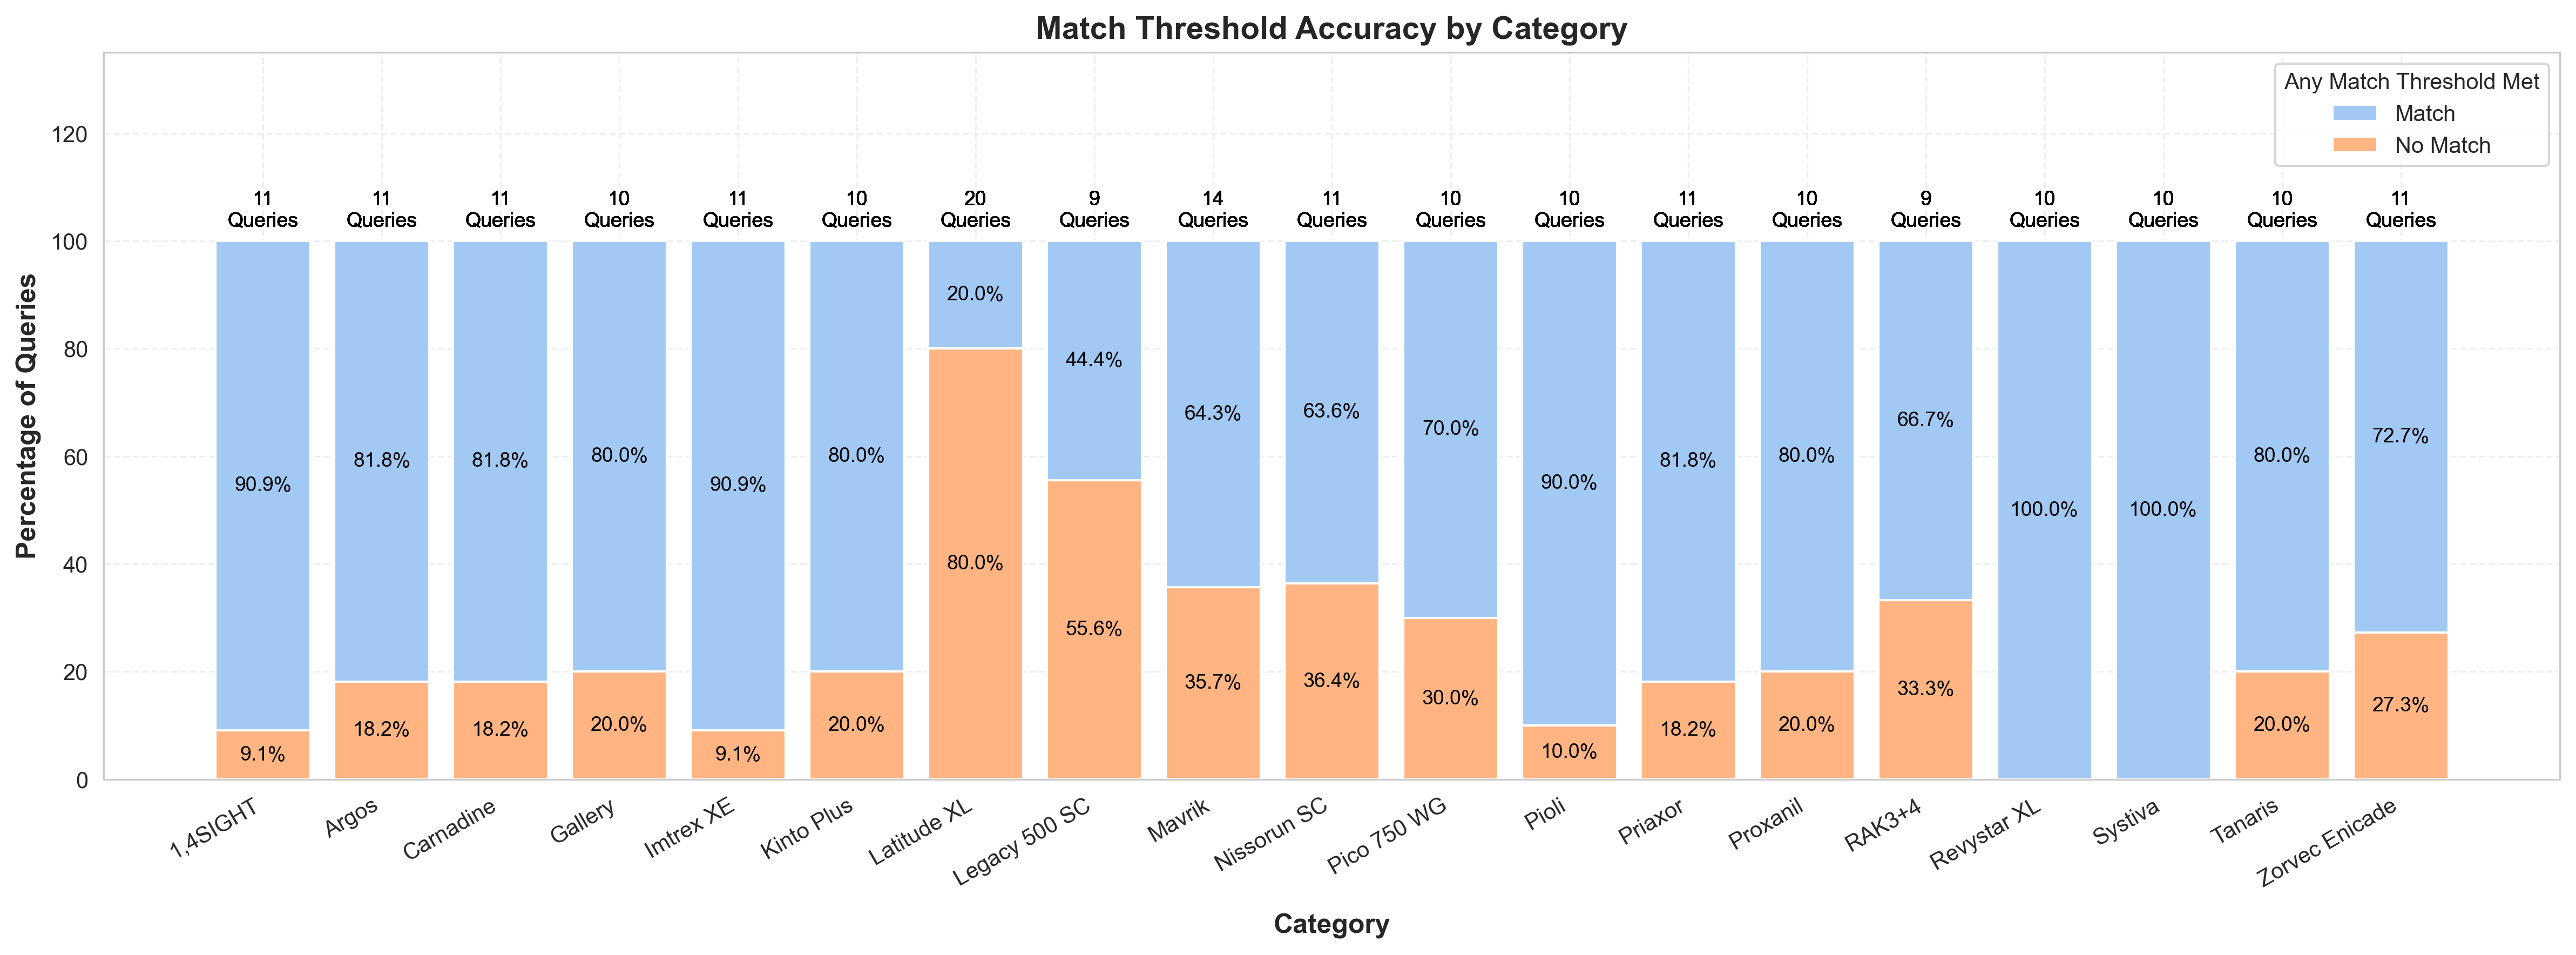 Match Threshold Accuracy by Category
Any Match Threshold Met
Match
No Match
Percentage of Queries
120
100
80
60
40
20
0
11 Queries
11 Queries
11 Queries
10 Queries
11 Queries
10 Queries
20 Queries
9 Queries
14 Queries
11 Queries
10 Queries
10 Queries
11 Queries
10 Queries
9 Queries
10 Queries
10 Queries
10 Queries
11 Queries
90.9%
81.8%
81.8%
80.0%
90.9%
80.0%
20.0%
44.4%
64.3%
63.6%
70.0%
90.0%
81.8%
80.0%
66.7%
100.0%
100.0%
80.0%
72.7%
9.1%
18.2%
18.2%
20.0%
9.1%
20.0%
80.0%
55.6%
35.7%
36.4%
30.0%
10.0%
18.2%
20.0%
33.3%
20.0%
27.3%
1,4SIGHT
Argos
Carnadine
Gallery
Imtrex XE
Kinto Plus
Latitude XL
Legacy 500 SC
Mavrik
Nissorun SC
Pico 750 WG
Pioli
Priaxor
Proxanil
RAK3+4
Revystar XL
Systiva
Tanaris
Zorvec Enicade
Category